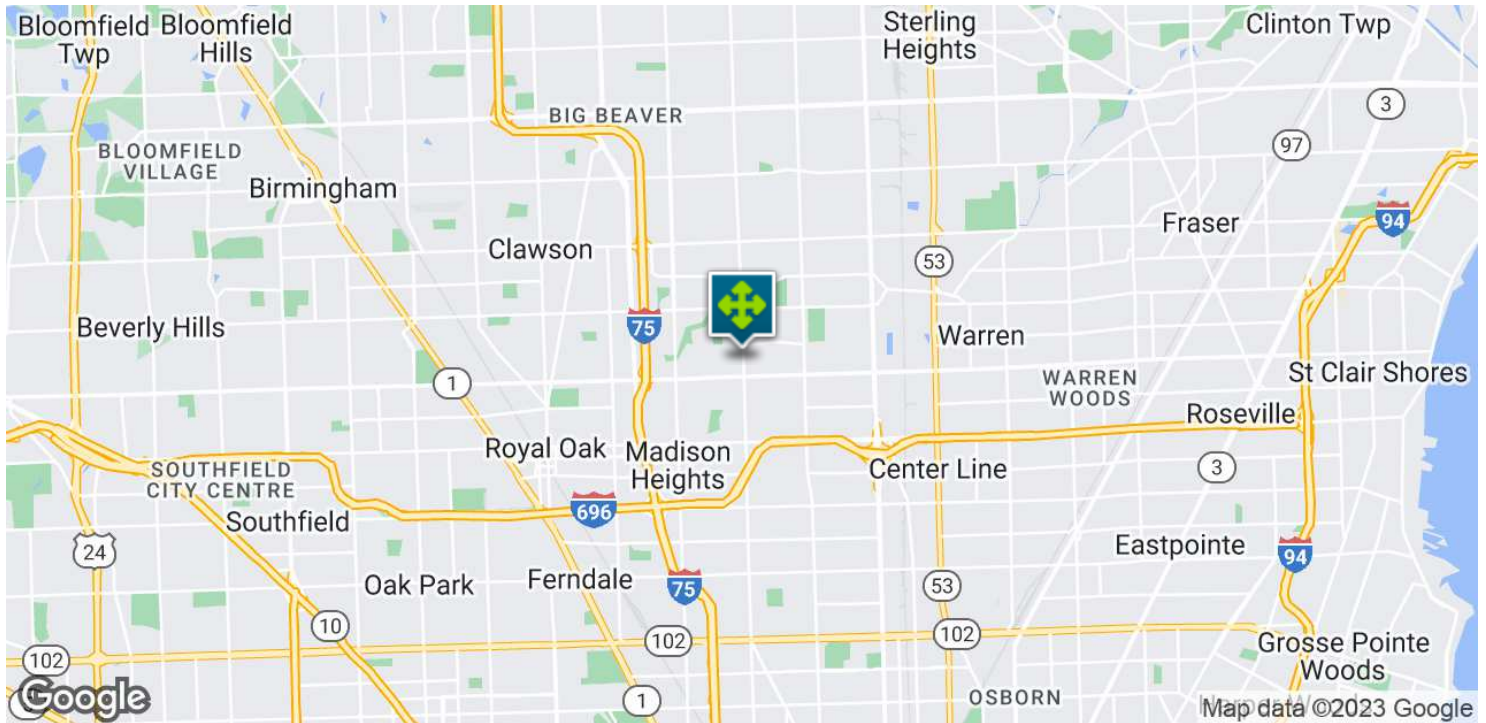 Bloomfield
Twp
Bloomfield
Hills
Sterling
Heights
Clinton Twp
3
BIG BEAVER
97
BLOOMFIELD
VILLAGE
Birmingham
Fraser
94
Clawson
53
Beverly Hills
75
Warren
1
WARREN
WOODS
St Clair Shores
Roseville
Royal Oak
Madison
Heights
Center Line
3
SOUTHFIELD
CITY CENTRE
696
Southfield
24
Eastpointe
94
Oak Park
Ferndale
75
53
10
102
102
102
Grosse Pointe
Woods
1
OSBORN
Harper Woods
Google
Map data ©2023 Google